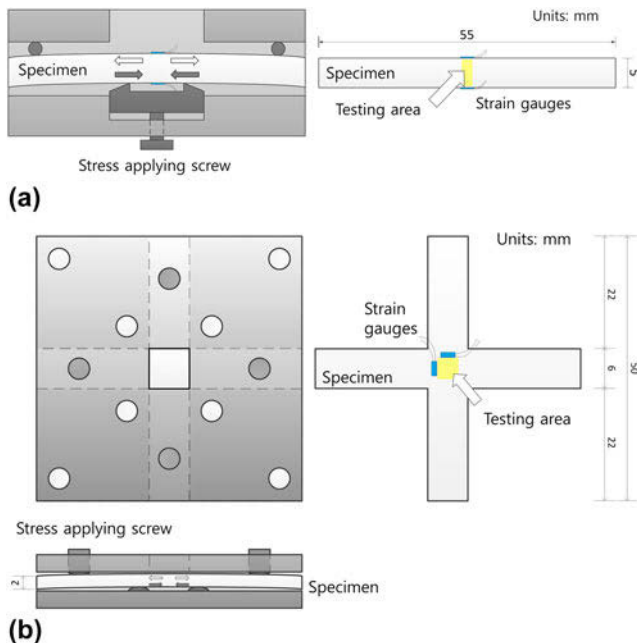 Units: mm
55
Specimen
Specimen
5
Testing area
Strain gauges
Stress applying screw
(a)
Units: mm
Strain
gauges
22
Specimen
6
50
Testing area
22
Stress applying screw
2
Specimen
(b)